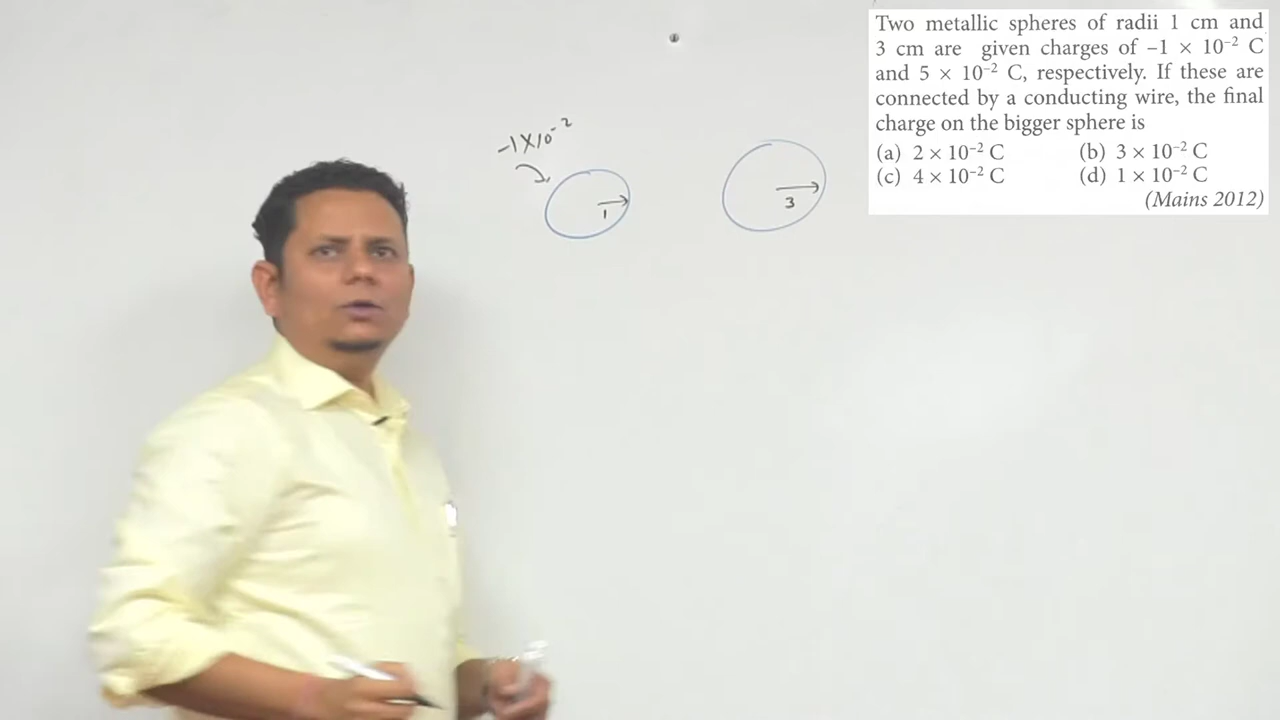 Two metallic spheres of radii 1 cm and
3 cm are given charges of –1 × 10⁻² C
and 5 × 10⁻² C, respectively. If these are
connected by a conducting wire, the final
charge on the bigger sphere is
(a) 2 × 10⁻² C (b) 3 × 10⁻² C
(c) 4 × 10⁻² C (d) 1 × 10⁻² C
(Mains 2012)
-1X10⁻²
1
3